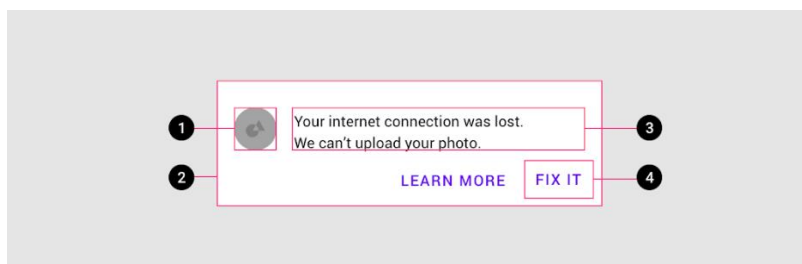 1
Your internet connection was lost.
We can't upload your photo.
3
2
LEARN MORE
FIX IT
4